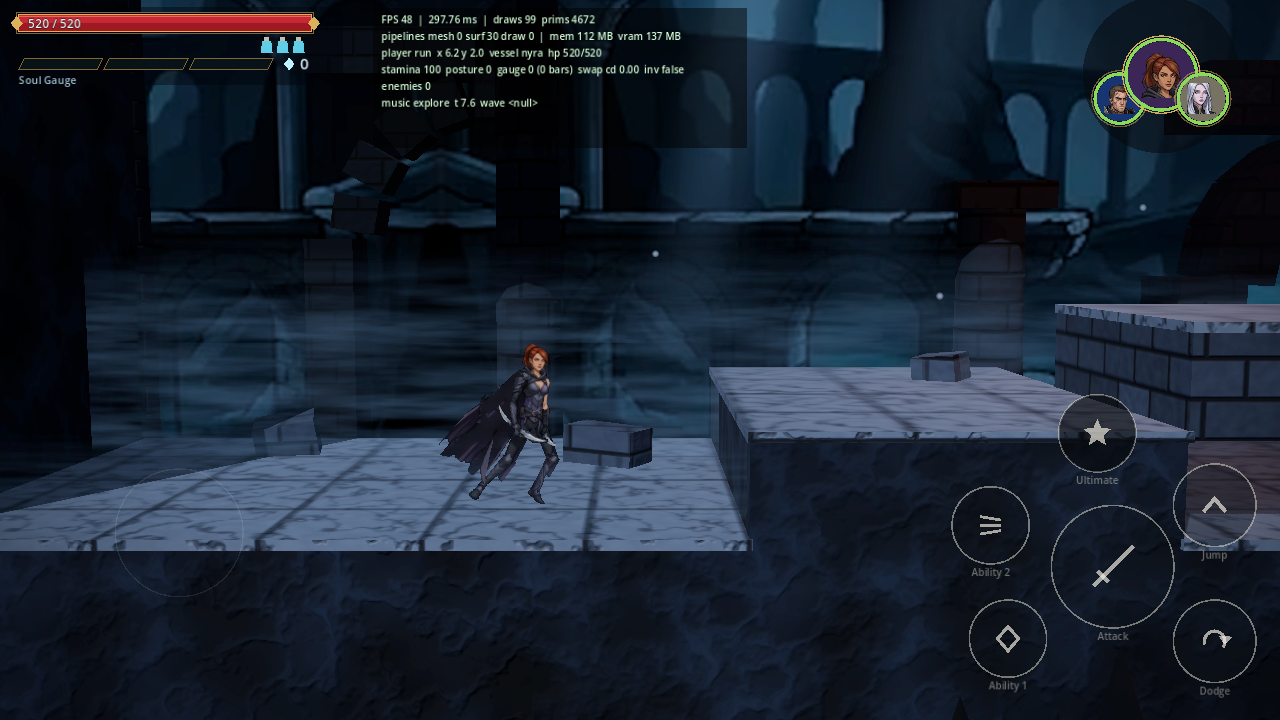 520 / 520
0
Soul Gauge
FPS 48 | 297.76 ms | draws 99 prims 4672
pipelines mesh 0 surf 30 draw 0 | mem 112 MB vram 137 MB
player run x 6.2 y 2.0 vessel nyra hp 520/520
stamina 100 posture 0 gauge 0 (0 bars) swap cd 0.00 inv false
enemies 0
music explore t 7.6 wave <null>
Ultimate
Ability 2
Jump
Attack
Ability 1
Dodge